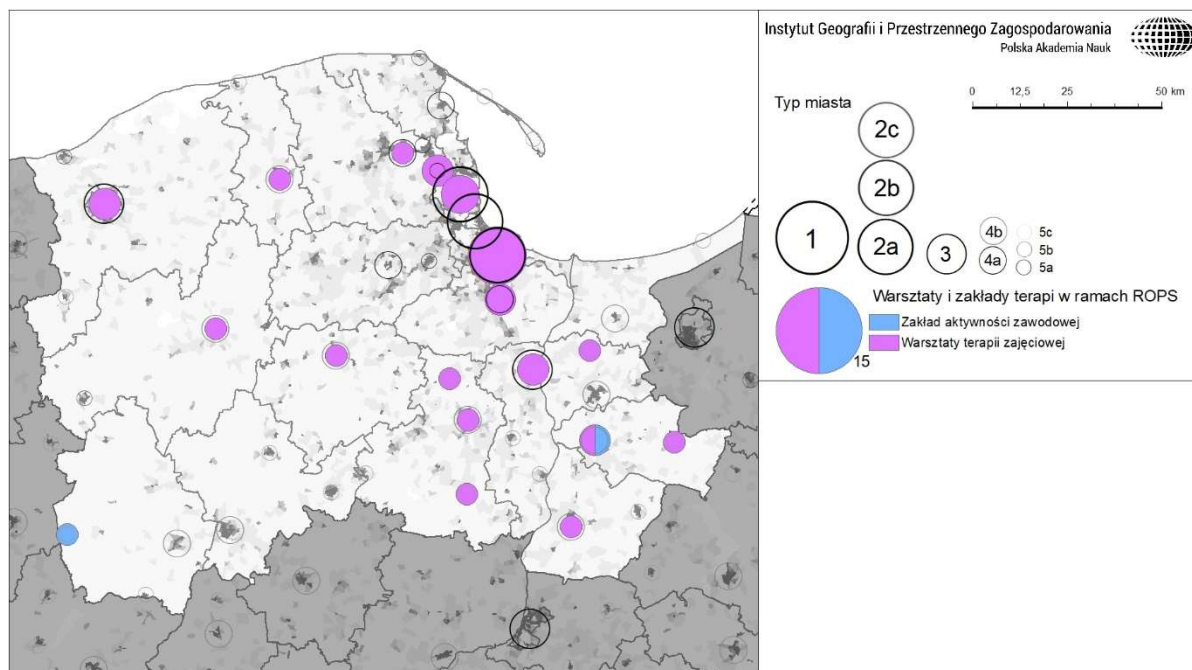 Instytut Geografii i Przestrzennego Zagospodarowania
Polska Akademia Nauk
0 12,5 25 50 km
Typ miasta
2c
2b
1
2a
3
4b
4a
5c
5b
5a
Warsztaty i zakłady terapi w ramach ROPS
Zakład aktywności zawodowej
Warsztaty terapii zajęciowej
15